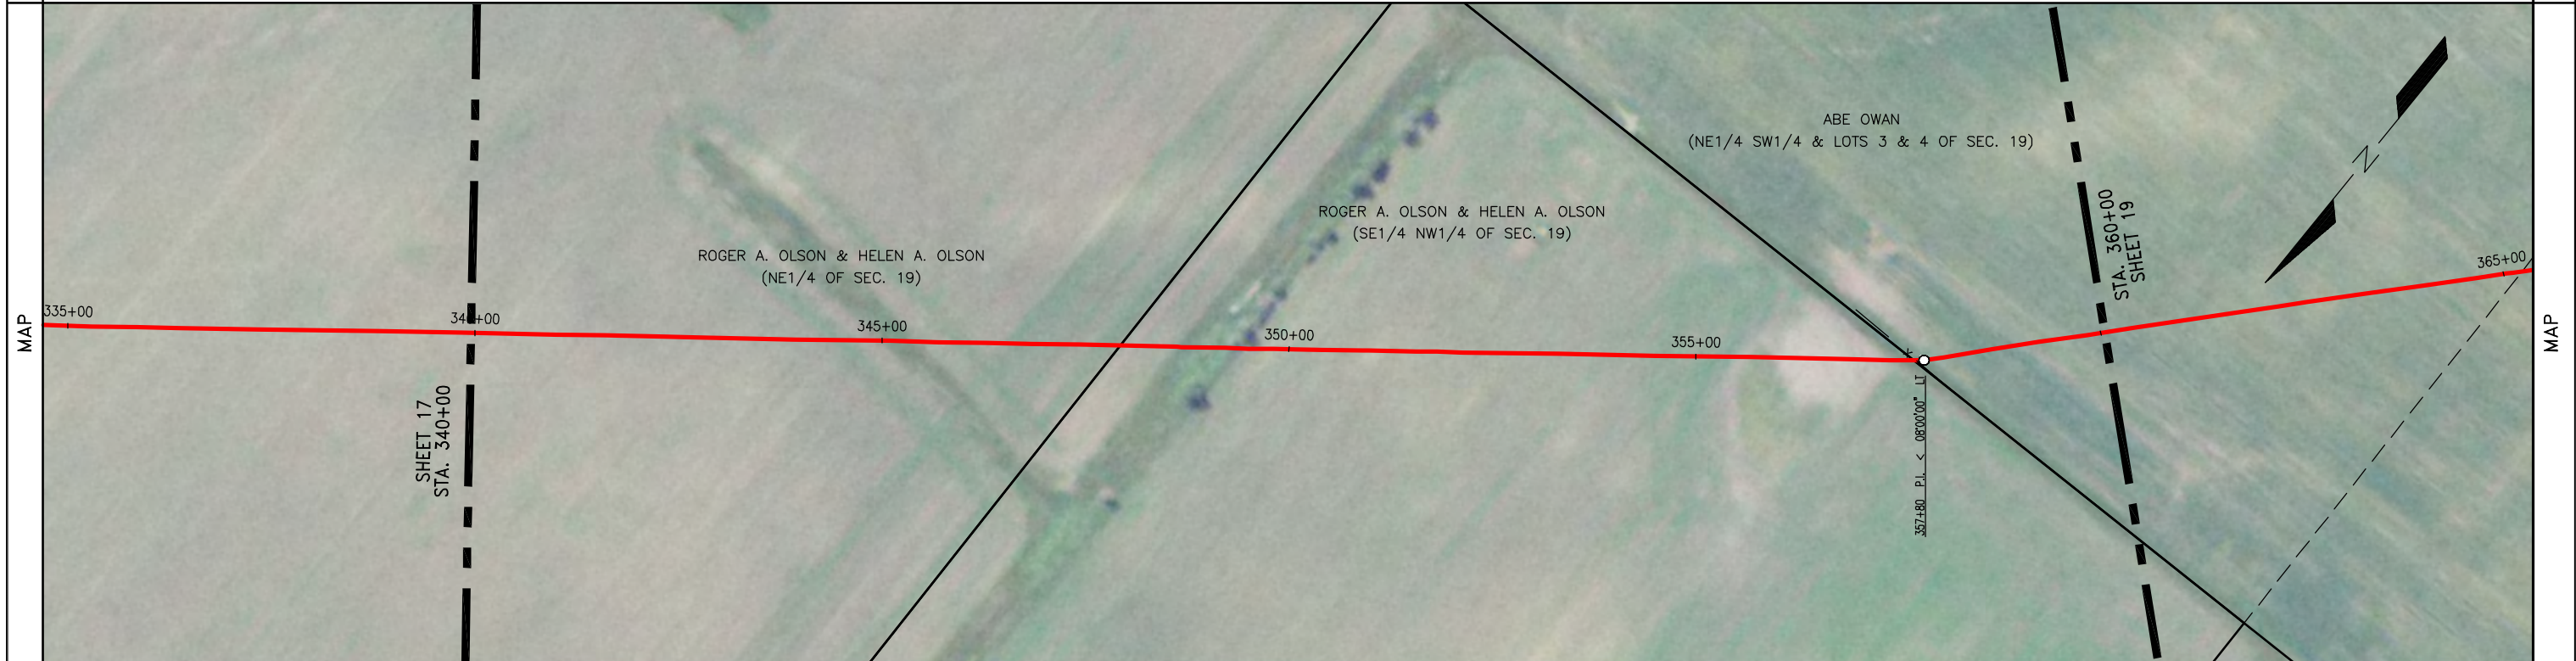 MAP
335+00
340+00
SHEET 17
STA. 340+00
ROGER A. OLSON & HELEN A. OLSON
(NE1/4 OF SEC. 19)
345+00
350+00
ROGER A. OLSON & HELEN A. OLSON
(SE1/4 NW1/4 OF SEC. 19)
355+00
ABE OWAN
(NE1/4 SW1/4 & LOTS 3 & 4 OF SEC. 19)
357+80 P.I. < 08°00'00" LT
STA. 360+00
SHEET 19
N
365+00
MAP